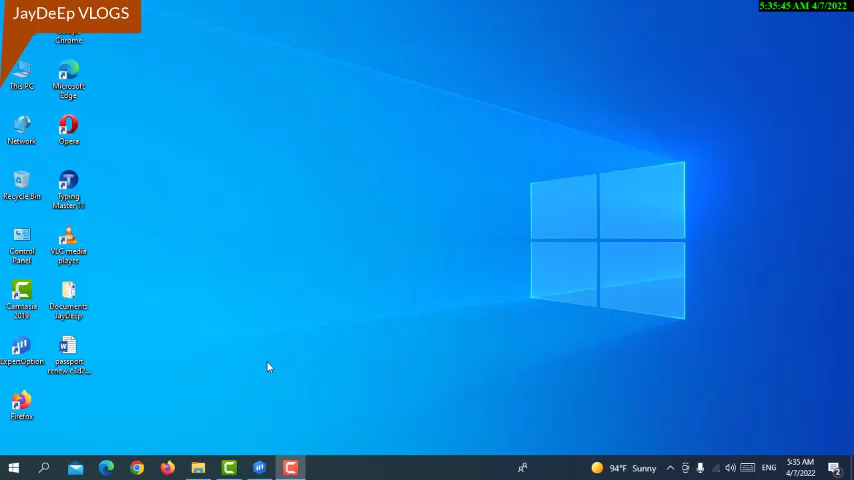 JayDeEp VLOGS
5:35:45 AM 4/7/2022
Chrome
This PC
Microsoft
Edge
Network
Opera
Recycle Bin
Typing
Master 11
Control
Panel
VLC media
player
Camtasia
2019
Documents
JayDeEp
ExpertOption
passport
Firefox
94°F Sunny
ENG
5:35 AM
4/7/2022
2